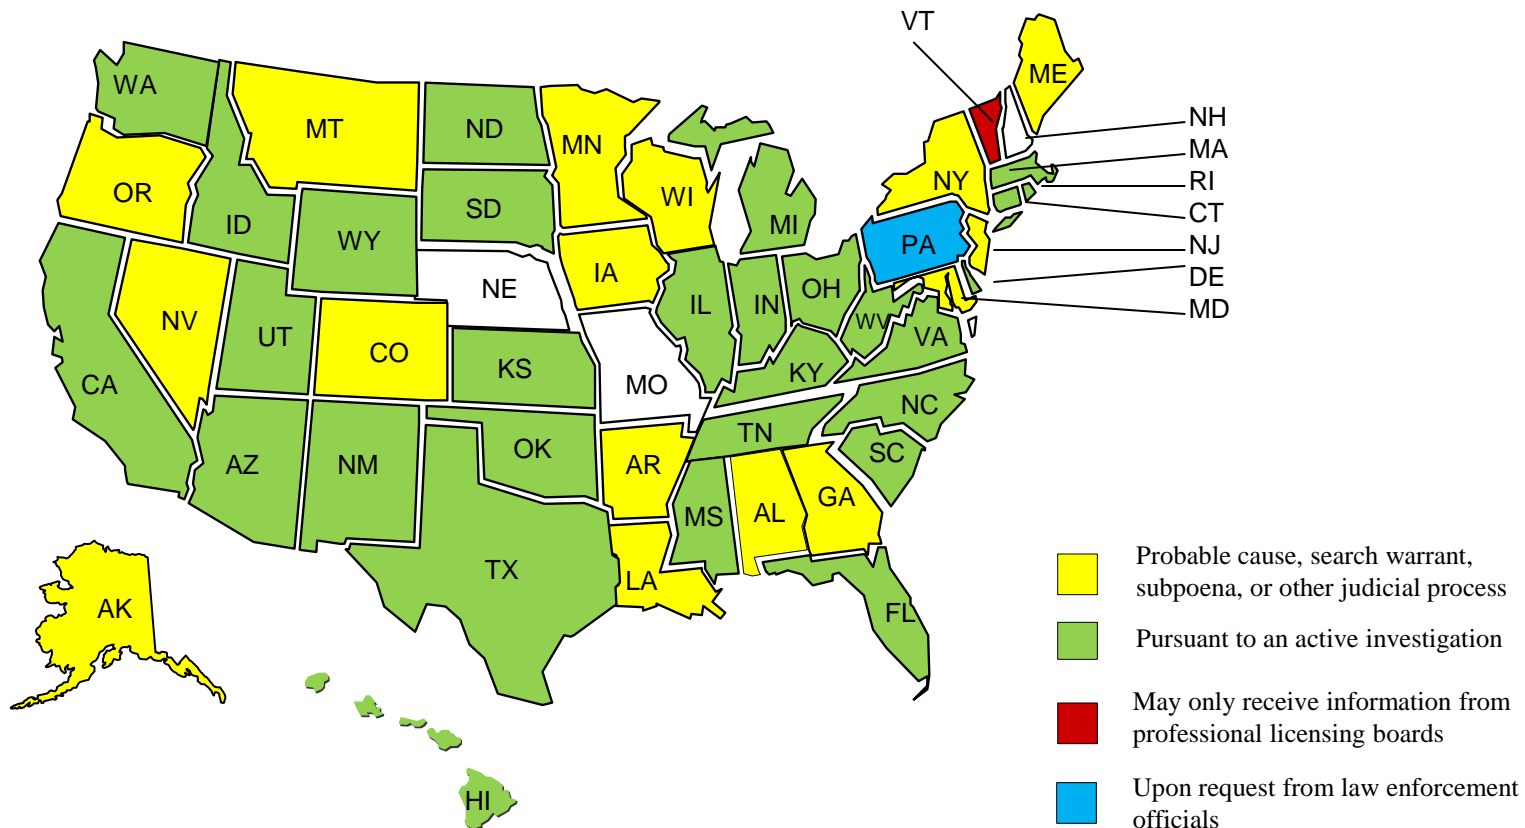 VT
ME
WA
MT
ND
MN
NH
MA
OR
ID
SD
WI
NY
RI
MI
CT
WY
PA
NJ
IA
DE
NE
OH
MD
NV
IL
IN
WV
UT
CO
VA
KS
KY
CA
MO
NC
TN
OK
SC
AZ
NM
AR
GA
MS
AL
TX
LA
AK
FL
HI
Probable cause, search warrant,
subpoena, or other judicial process
Pursuant to an active investigation
May only receive information from
professional licensing boards
Upon request from law enforcement
officials